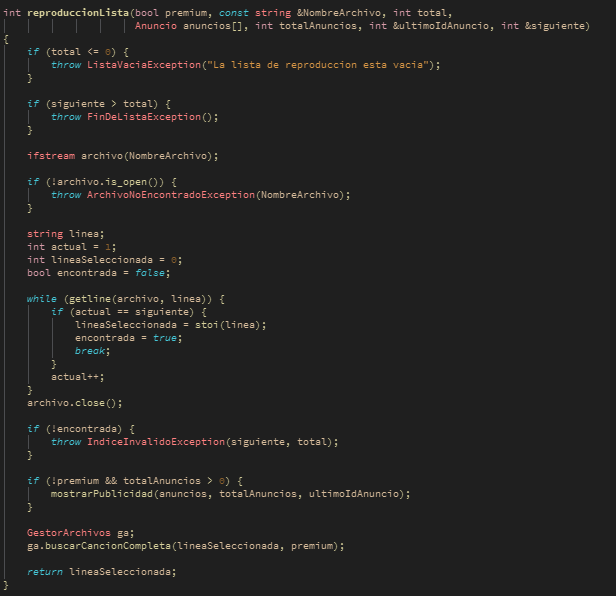 int reproduccionLista(bool premium, const string &NombreArchivo, int total,
                      Anuncio anuncios[], int totalAnuncios, int &ultimoIdAnuncio, int &siguiente)
{
    if (total <= 0) {
        throw ListaVaciaException("La lista de reproduccion esta vacia");
    }

    if (siguiente > total) {
        throw FinDeListaException();
    }

    ifstream archivo(NombreArchivo);

    if (!archivo.is_open()) {
        throw ArchivoNoEncontradoException(NombreArchivo);
    }

    string linea;
    int actual = 1;
    int lineaSeleccionada = 0;
    bool encontrada = false;

    while (getline(archivo, linea)) {
        if (actual == siguiente) {
            lineaSeleccionada = stoi(linea);
            encontrada = true;
            break;
        }
        actual++;
    }
    archivo.close();

    if (!encontrada) {
        throw IndiceInvalidoException(siguiente, total);
    }

    if (!premium && totalAnuncios > 0) {
        mostrarPublicidad(anuncios, totalAnuncios, ultimoIdAnuncio);
    }

    GestorArchivos ga;
    ga.buscarCancionCompleta(lineaSeleccionada, premium);

    return lineaSeleccionada;
}